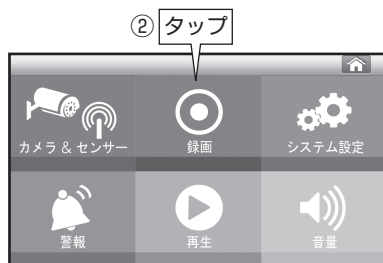 ② タップ
カメラ & センサー
録画
システム設定
警報
再生
音量